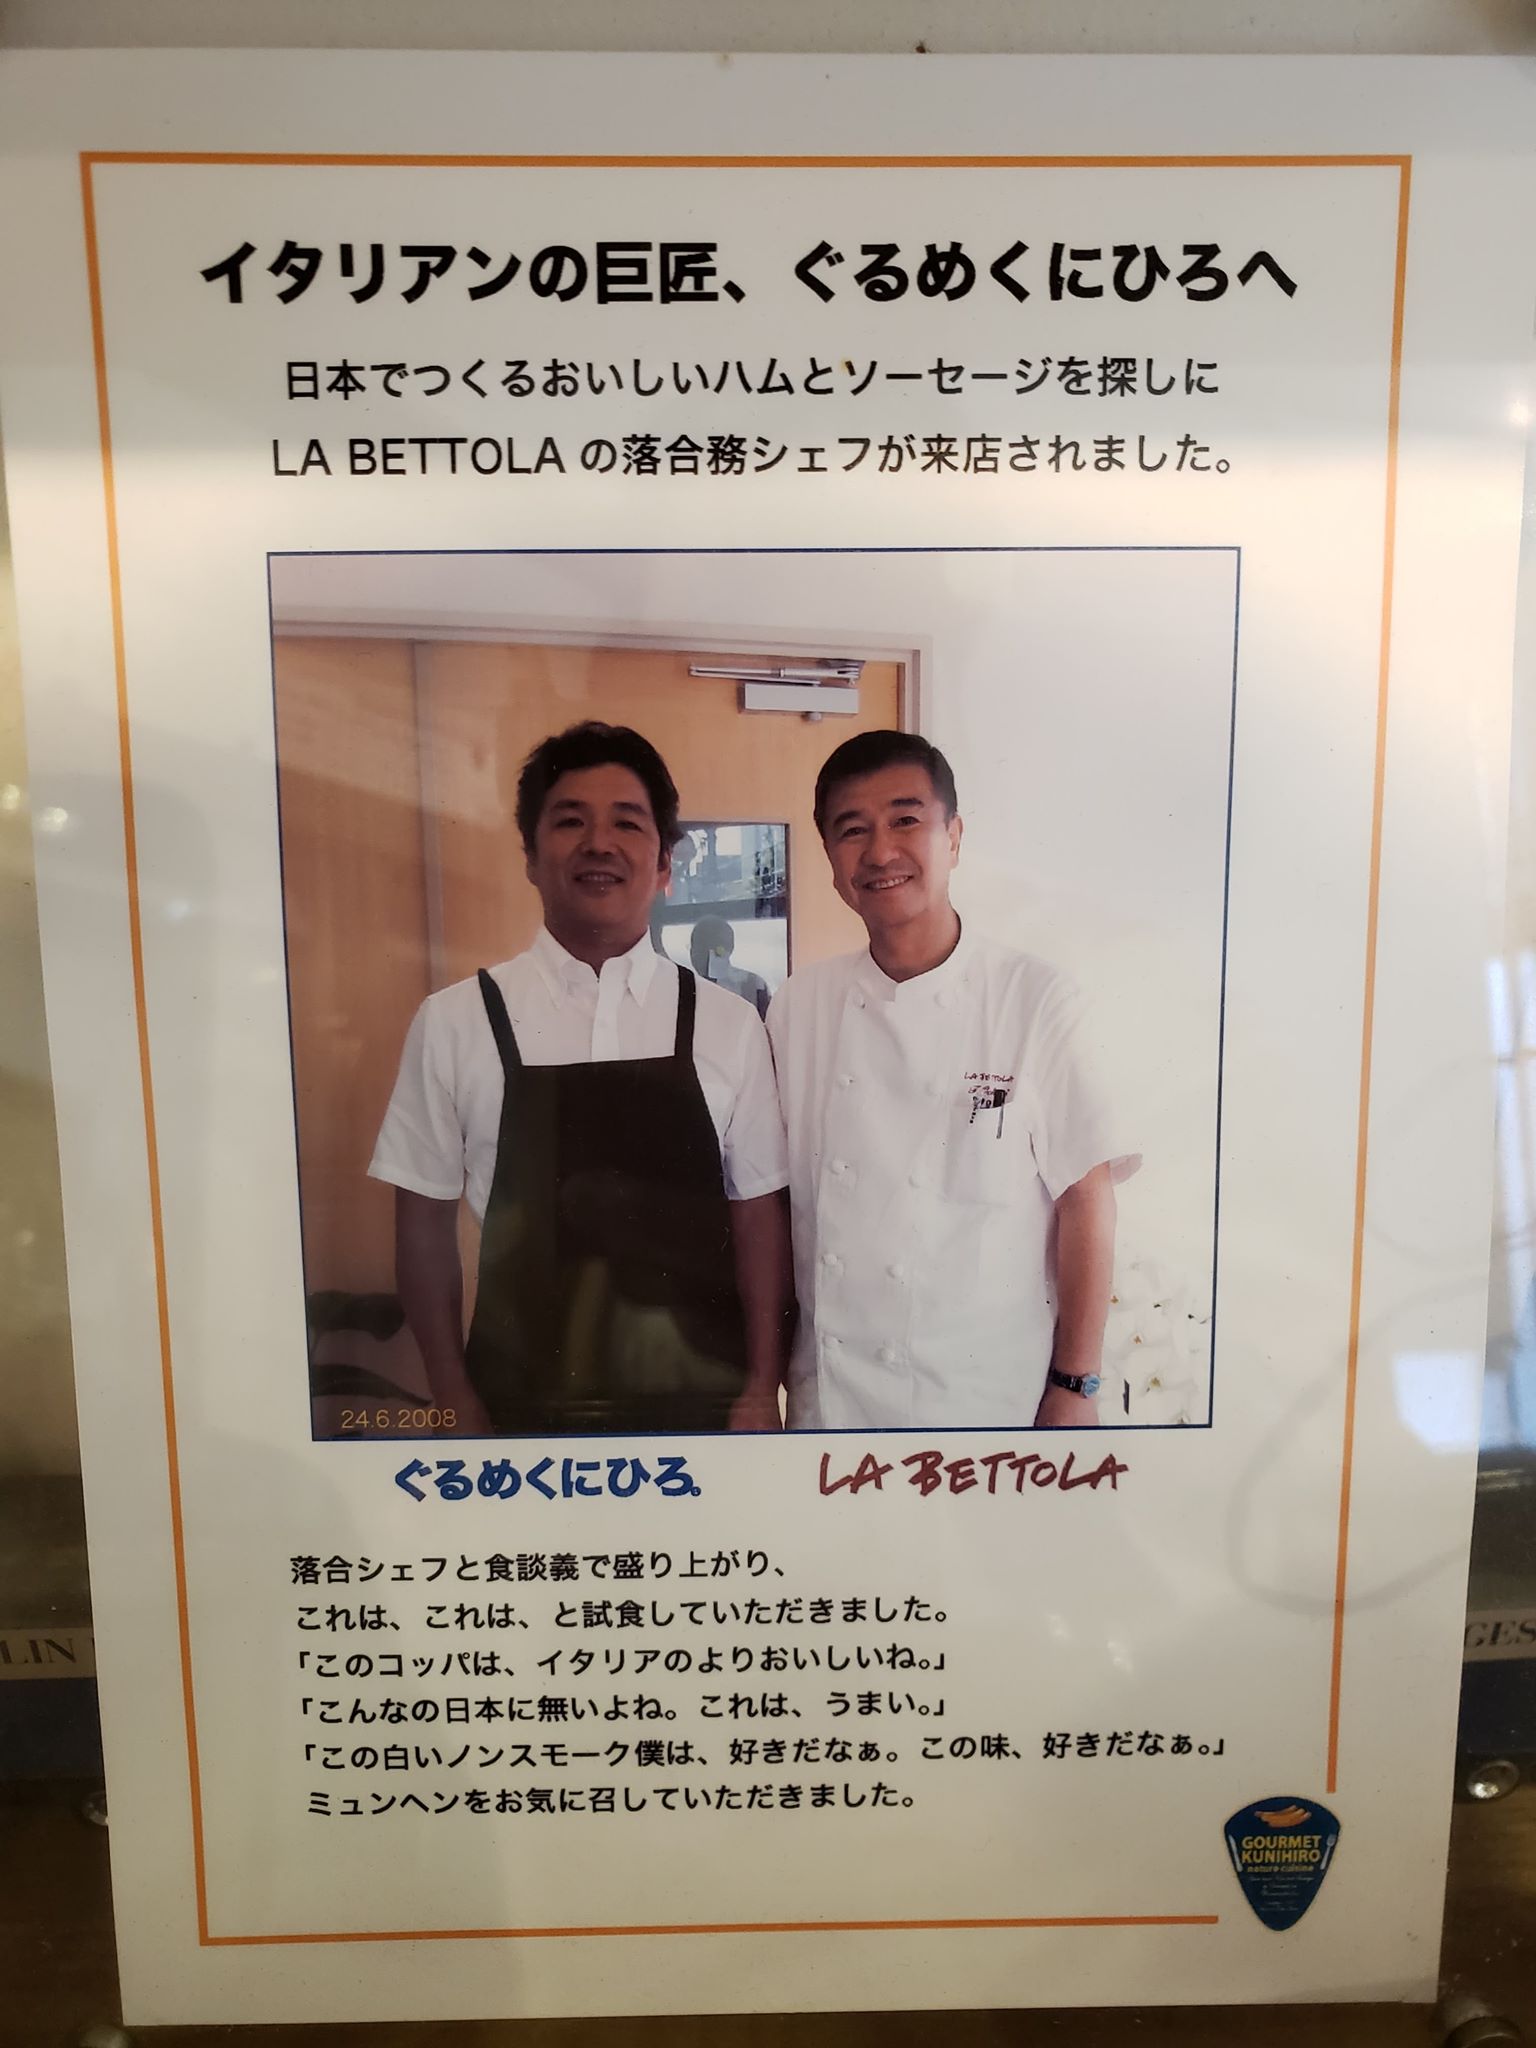 イタリアンの巨匠、ぐるめくにひろへ
日本でつくるおいしいハムとソーセージを探しに
LA BETTOLA の落合務シェフが来店されました。
LA BETTOLA
24.6.2008
ぐるめくにひろ®
LA BETTOLA
落合シェフと食談義で盛り上がり、
これは、これは、と試食していただきました。
「このコッパは、イタリアのよりおいしいね。」
「こんなの日本に無いよね。これは、うまい。」
「この白いノンスモーク僕は、好きだなぁ。この味、好きだなぁ。」
ミュンヘンをお気に召していただきました。
LIN
GES
GOURMET
KUNIHIRO
nature cuisine